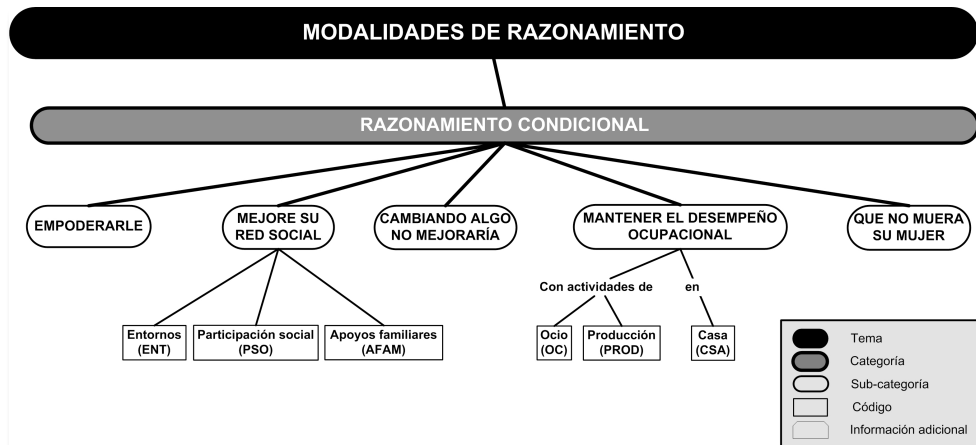 MODALIDADES DE RAZONAMIENTO
RAZONAMIENTO CONDICIONAL
EMPODERARLE
MEJORE SU
RED SOCIAL
CAMBIANDO ALGO
NO MEJORARÍA
MANTENER EL DESEMPEÑO
OCUPACIONAL
QUE NO MUERA
SU MUJER
Con actividades de
en
Entornos
(ENT)
Participación social
(PSO)
Apoyos familiares
(AFAM)
Ocio
(OC)
Producción
(PROD)
Casa
(CSA)
Tema
Categoría
Sub-categoría
Código
Información adicional